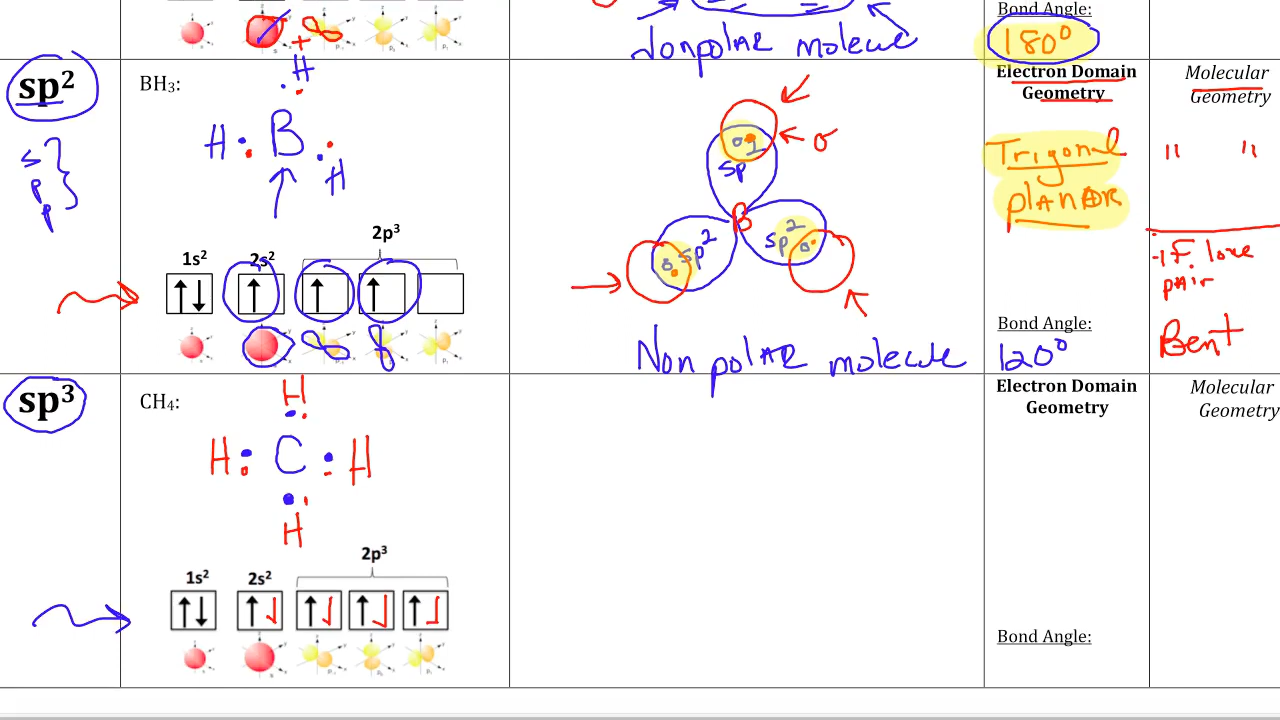 Nonpolar molecule
Bond Angle:
180°
sp²
s
p
p
BH₃:
H
H B
H
1s² 2s² 2p³
sp²
sp²
sp²
B
σ
Non polar molecule
Electron Domain
Geometry
Trigonal
planar
Bond Angle:
120°
Molecular
Geometry
" "
-IF. lone
pair
Bent
sp³
CH₄:
H
H C H
H
1s² 2s² 2p³
Electron Domain
Geometry
Bond Angle:
Molecular
Geometry